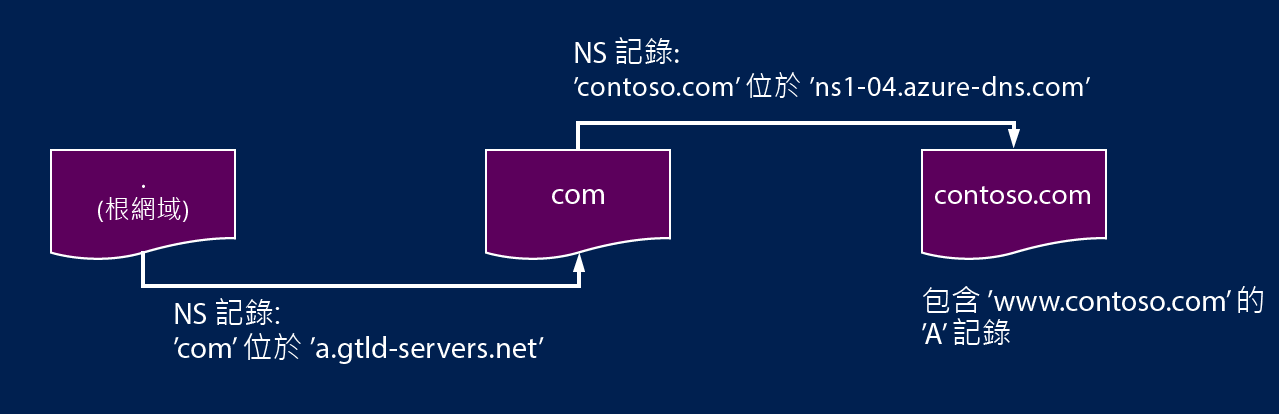 NS 記錄:
’contoso.com’ 位於 ’ns1-04.azure-dns.com’
.
(根網域)
com
contoso.com
NS 記錄:
’com’ 位於 ’a.gtld-servers.net’
包含 ’www.contoso.com’ 的
’A’ 記錄